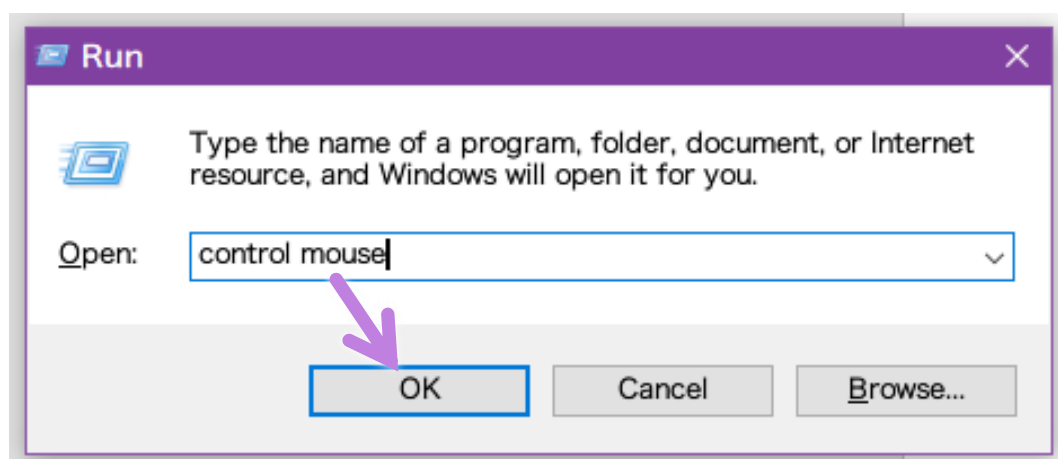 Run
Type the name of a program, folder, document, or Internet
resource, and Windows will open it for you.
Open: control mouse
OK Cancel Browse...